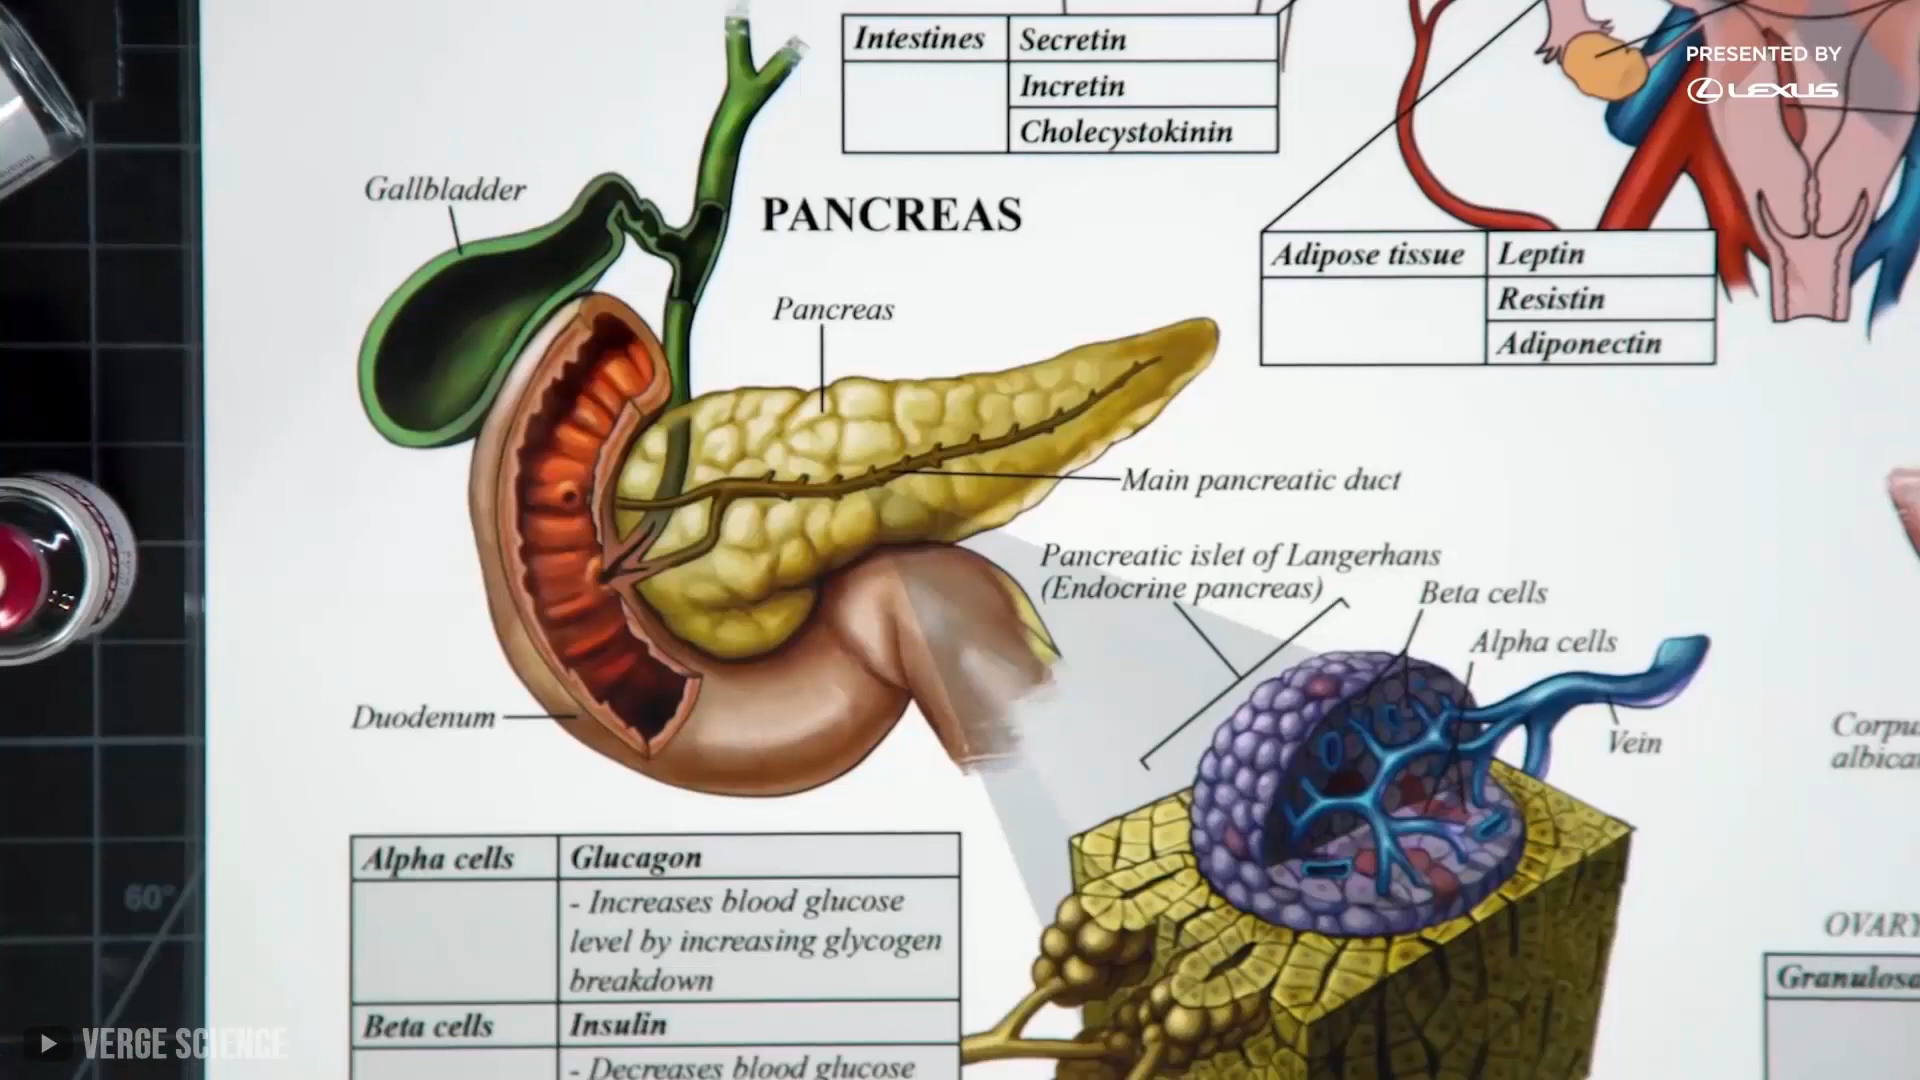 PRESENTED BY
LEXUS
Intestines
Secretin
Incretin
Cholecystokinin
Gallbladder
PANCREAS
Pancreas
Adipose tissue
Leptin
Resistin
Adiponectin
Main pancreatic duct
Pancreatic islet of Langerhans
(Endocrine pancreas)
Beta cells
Alpha cells
Vein
Duodenum
Corpu
albica
Alpha cells
Glucagon
- Increases blood glucose
level by increasing glycogen
breakdown
Beta cells
Insulin
- Decreases blood glucose
OVARY
Granulosa
60°
VERGE SCIENCE